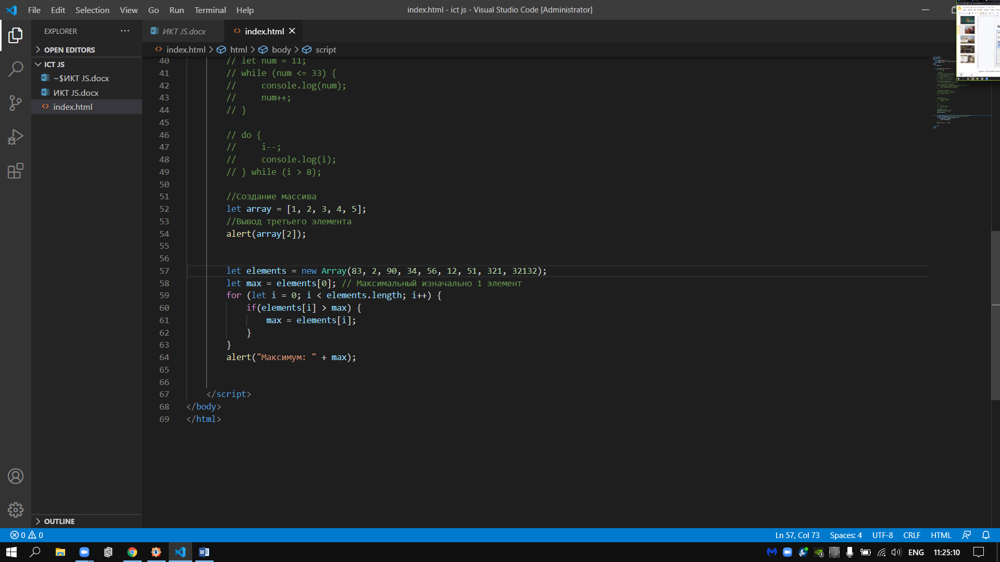 File Edit Selection View Go Run Terminal Help
index.html - ict js - Visual Studio Code [Administrator]
EXPLORER
ИКТ JS.docx
index.html
OPEN EDITORS
index.html > html > body > script
ICT JS
~$ИКТ JS.docx
ИКТ JS.docx
index.html
40 // let num = 11;
41 // while (num <= 33) {
42 //     console.log(num);
43 //     num++;
44 // }
45
46 // do {
47 //     i--;
48 //     console.log(i);
49 // } while (i > 8);
50
51 //Создание массива
52 let array = [1, 2, 3, 4, 5];
53 //Вывод третьего элемента
54 alert(array[2]);
55
56
57 let elements = new Array(83, 2, 90, 34, 56, 12, 51, 321, 32132);
58 let max = elements[0]; // Максимальный изначально 1 элемент
59 for (let i = 0; i < elements.length; i++) {
60     if(elements[i] > max) {
61         max = elements[i];
62     }
63 }
64 alert("Максимум: " + max);
65
66
67 </script>
68 </body>
69 </html>
OUTLINE
0 0
Ln 57, Col 73 Spaces: 4 UTF-8 CRLF HTML
ENG 11:25:10